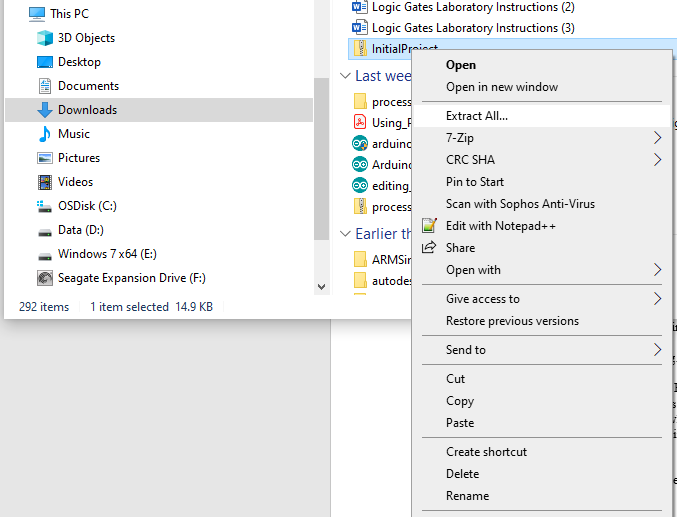 This PC
3D Objects
Desktop
Documents
Downloads
Music
Pictures
Videos
OSDisk (C:)
Data (D:)
Windows 7 x64 (E:)
Seagate Expansion Drive (F:)
292 items
1 item selected 14.9 KB
Logic Gates Laboratory Instructions (2)
Logic Gates Laboratory Instructions (3)
InitialProject
Last wee
process
Using_
arduino
Arduino
editing_
process
Earlier th
ARMSi
autodes
Open
Open in new window
Extract All...
7-Zip
CRC SHA
Pin to Start
Scan with Sophos Anti-Virus
Edit with Notepad++
Share
Open with
Give access to
Restore previous versions
Send to
Cut
Copy
Paste
Create shortcut
Delete
Rename